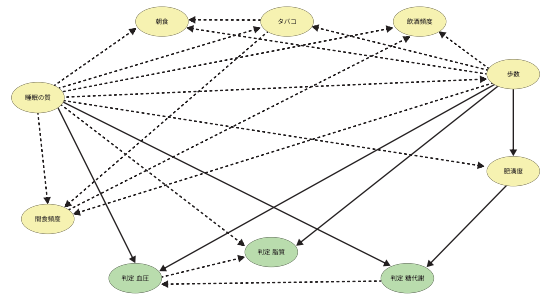 朝食
タバコ
飲酒頻度
歩数
睡眠の質
肥満度
間食頻度
判定 脂質
判定 血圧
判定 糖代謝